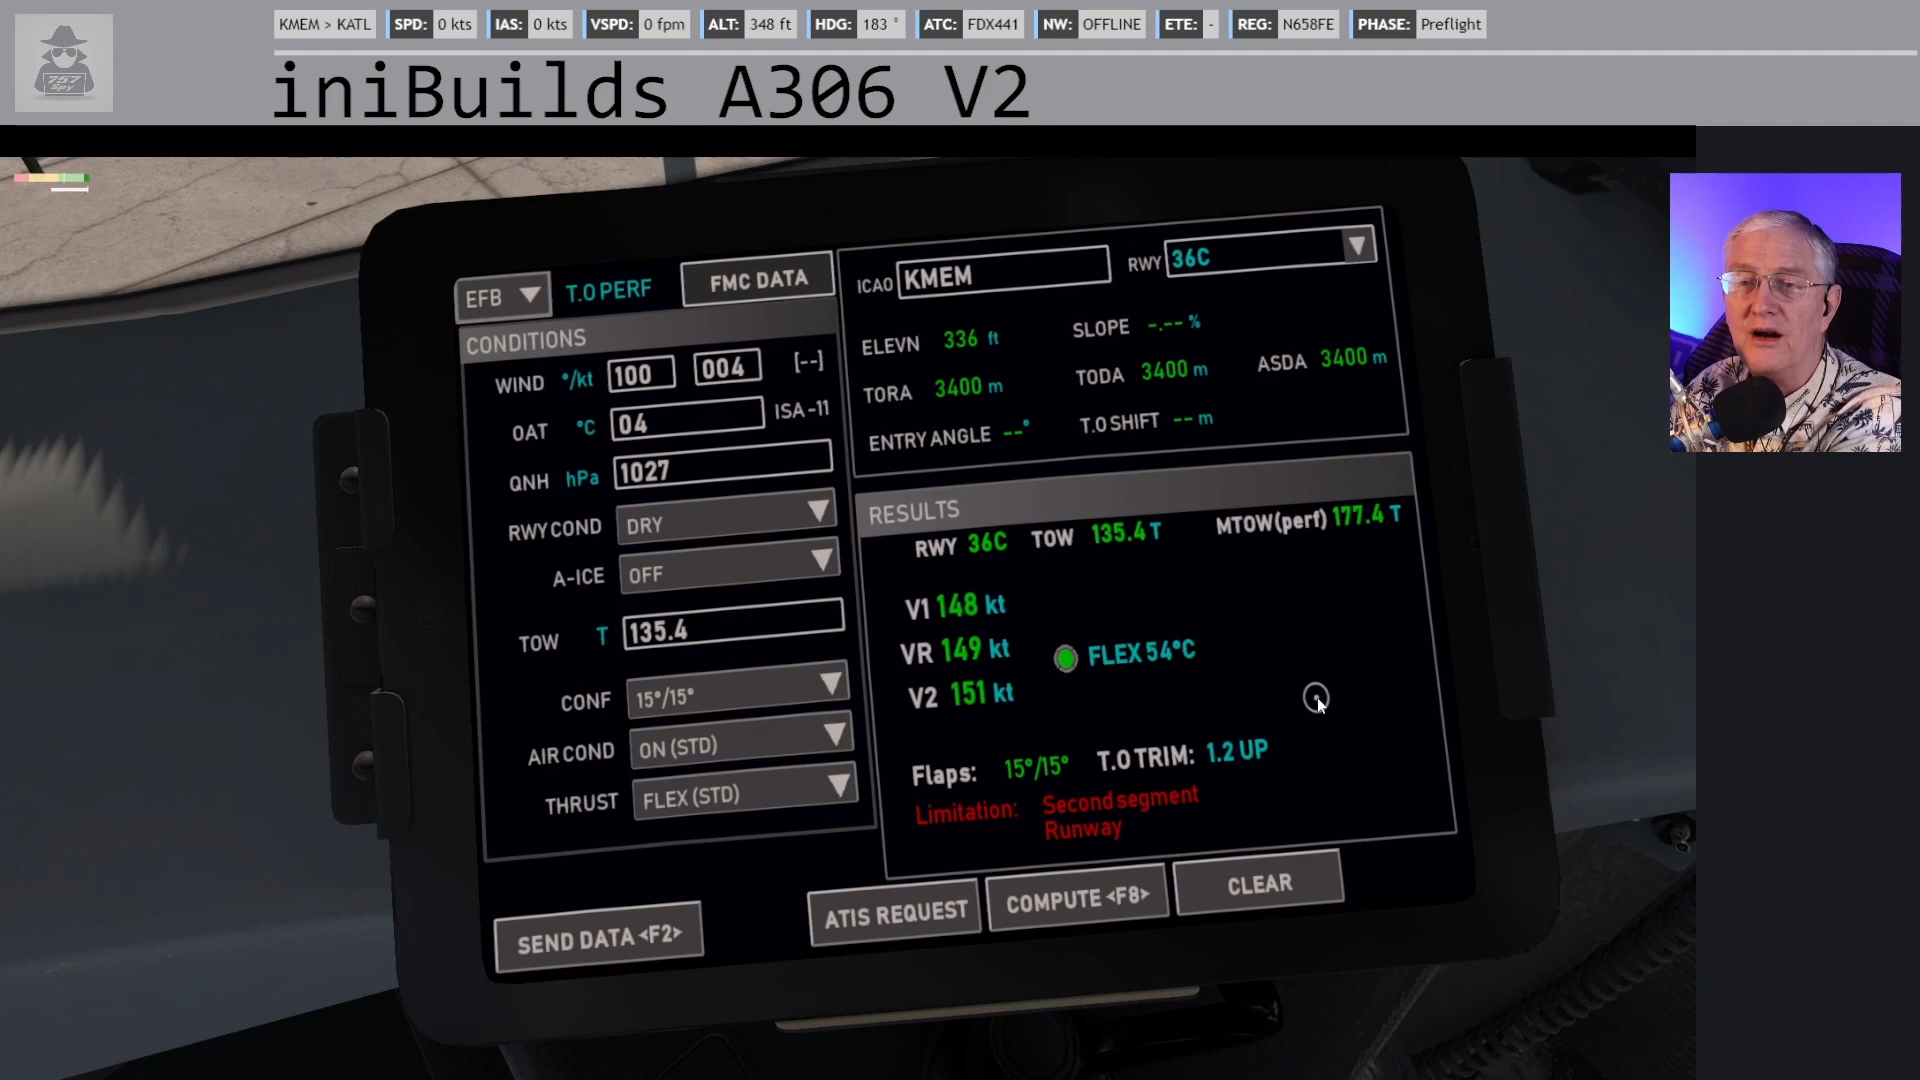 KMEM > KATL SPD: 0 kts IAS: 0 kts VSPD: 0 fpm ALT: 348 ft HDG: 183 ° ATC: FDX441 NW: OFFLINE ETE: - REG: N658FE PHASE: Preflight
757
Spy
iniBuilds A306 V2
EFB T.O PERF FMC DATA
ICAO KMEM RWY 36C
CONDITIONS
WIND °/kt 100 004 [--]
OAT °C 04 ISA -11
QNH hPa 1027
RWY COND DRY
A-ICE OFF
TOW T 135.4
CONF 15°/15°
AIR COND ON (STD)
THRUST FLEX (STD)
ELEVN 336 ft SLOPE -.-- %
TORA 3400 m TODA 3400 m ASDA 3400 m
ENTRY ANGLE --° T.O SHIFT -- m
RESULTS
RWY 36C TOW 135.4 T MTOW(perf) 177.4 T
V1 148 kt
VR 149 kt FLEX 54°C
V2 151 kt
Flaps: 15°/15° T.O TRIM: 1.2 UP
Limitation: Second segment
Runway
SEND DATA <F2> ATIS REQUEST COMPUTE <F8> CLEAR